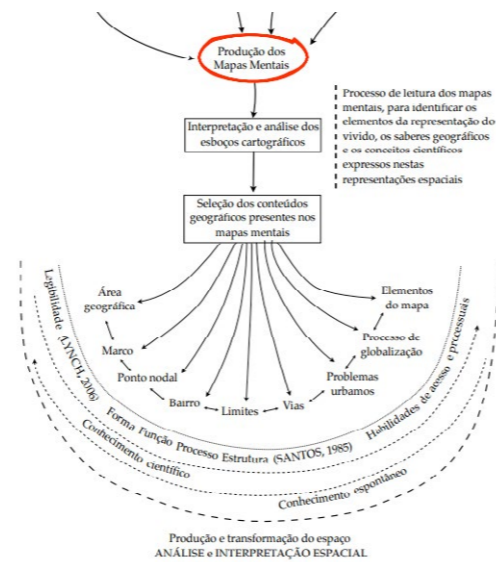 Produção dos
Mapas Mentais
Interpretação e análise dos
esboços cartográficos
Processo de leitura dos mapas
mentais, para identificar os
elementos da representação do
vivido, os saberes geográficos
e os conceitos científicos
expressos nestas
representações espaciais
Seleção dos conteúdos
geográficos presentes nos
mapas mentais
Área
geográfica
Marco
Ponto nodal
Bairro
Limites
Vias
Problemas
urbanos
Processo de
globalização
Elementos
do mapa
Legibilidade (LYNCH, 2006)
Forma Função Processo Estrutura (SANTOS, 1985)
Habilidades de acesso e processuais
Conhecimento científico
Conhecimento espontâneo
Produção e transformação do espaço
ANÁLISE e INTERPRETAÇÃO ESPACIAL